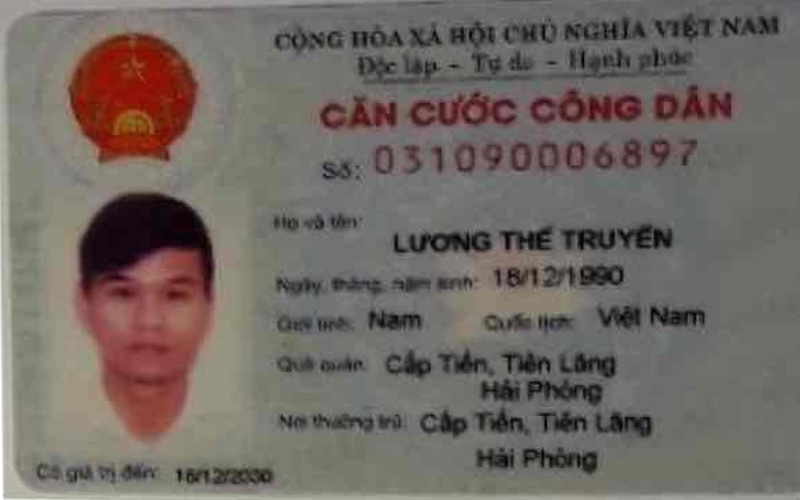 CỘNG HÒA XÃ HỘI CHỦ NGHĨA VIỆT NAM
Độc lập - Tự do - Hạnh phúc
CĂN CƯỚC CÔNG DÂN
Số: 031090006897
Họ và tên:
LƯƠNG THẾ TRUYỀN
Ngày, tháng, năm sinh: 18/12/1990
Giới tính: Nam Quốc tịch: Việt Nam
Quê quán: Cấp Tiến, Tiên Lãng
Hải Phòng
Nơi thường trú: Cấp Tiến, Tiên Lãng
Hải Phòng
Có giá trị đến: 18/12/2030